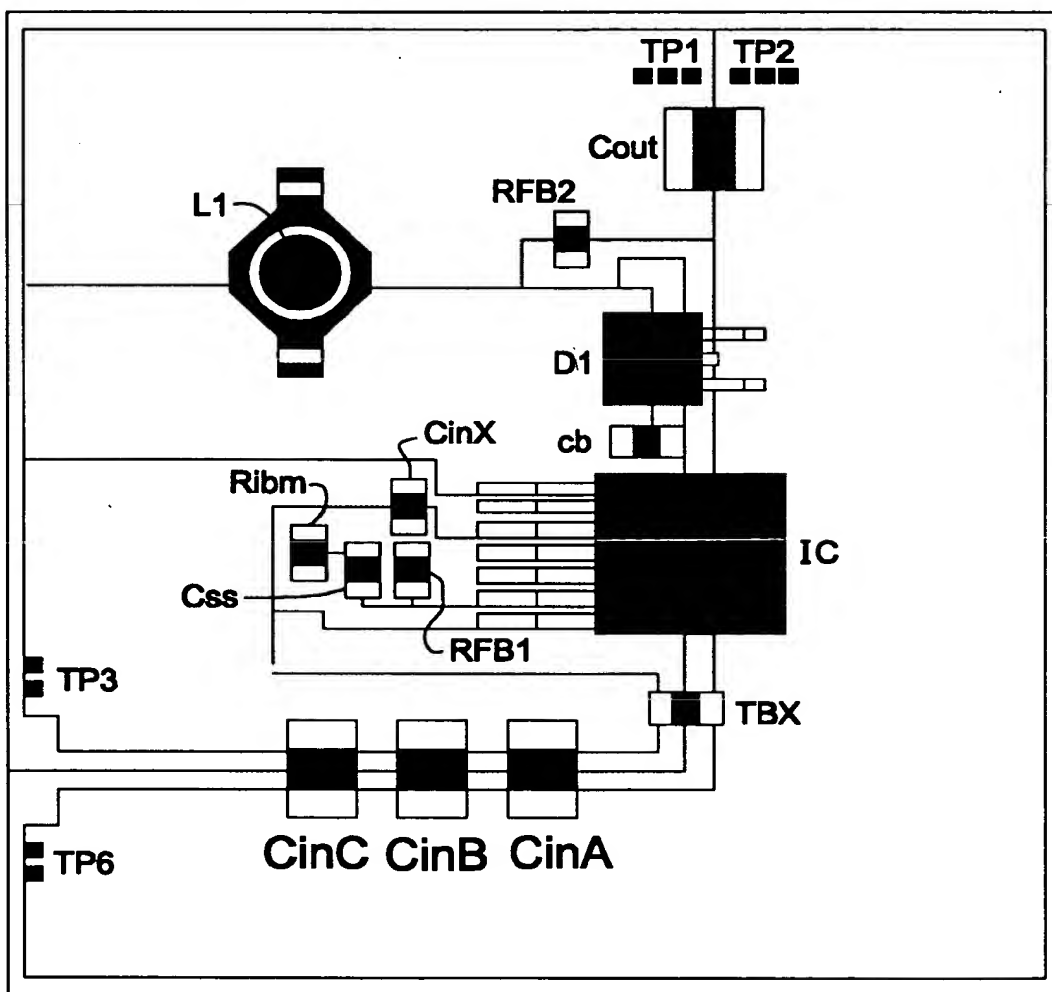 TP1 TP2
Cout
RFB2
L1
D1
cb
CinX
Ribm
IC
Css
RFB1
TP3
TBX
CinC CinB CinA
TP6